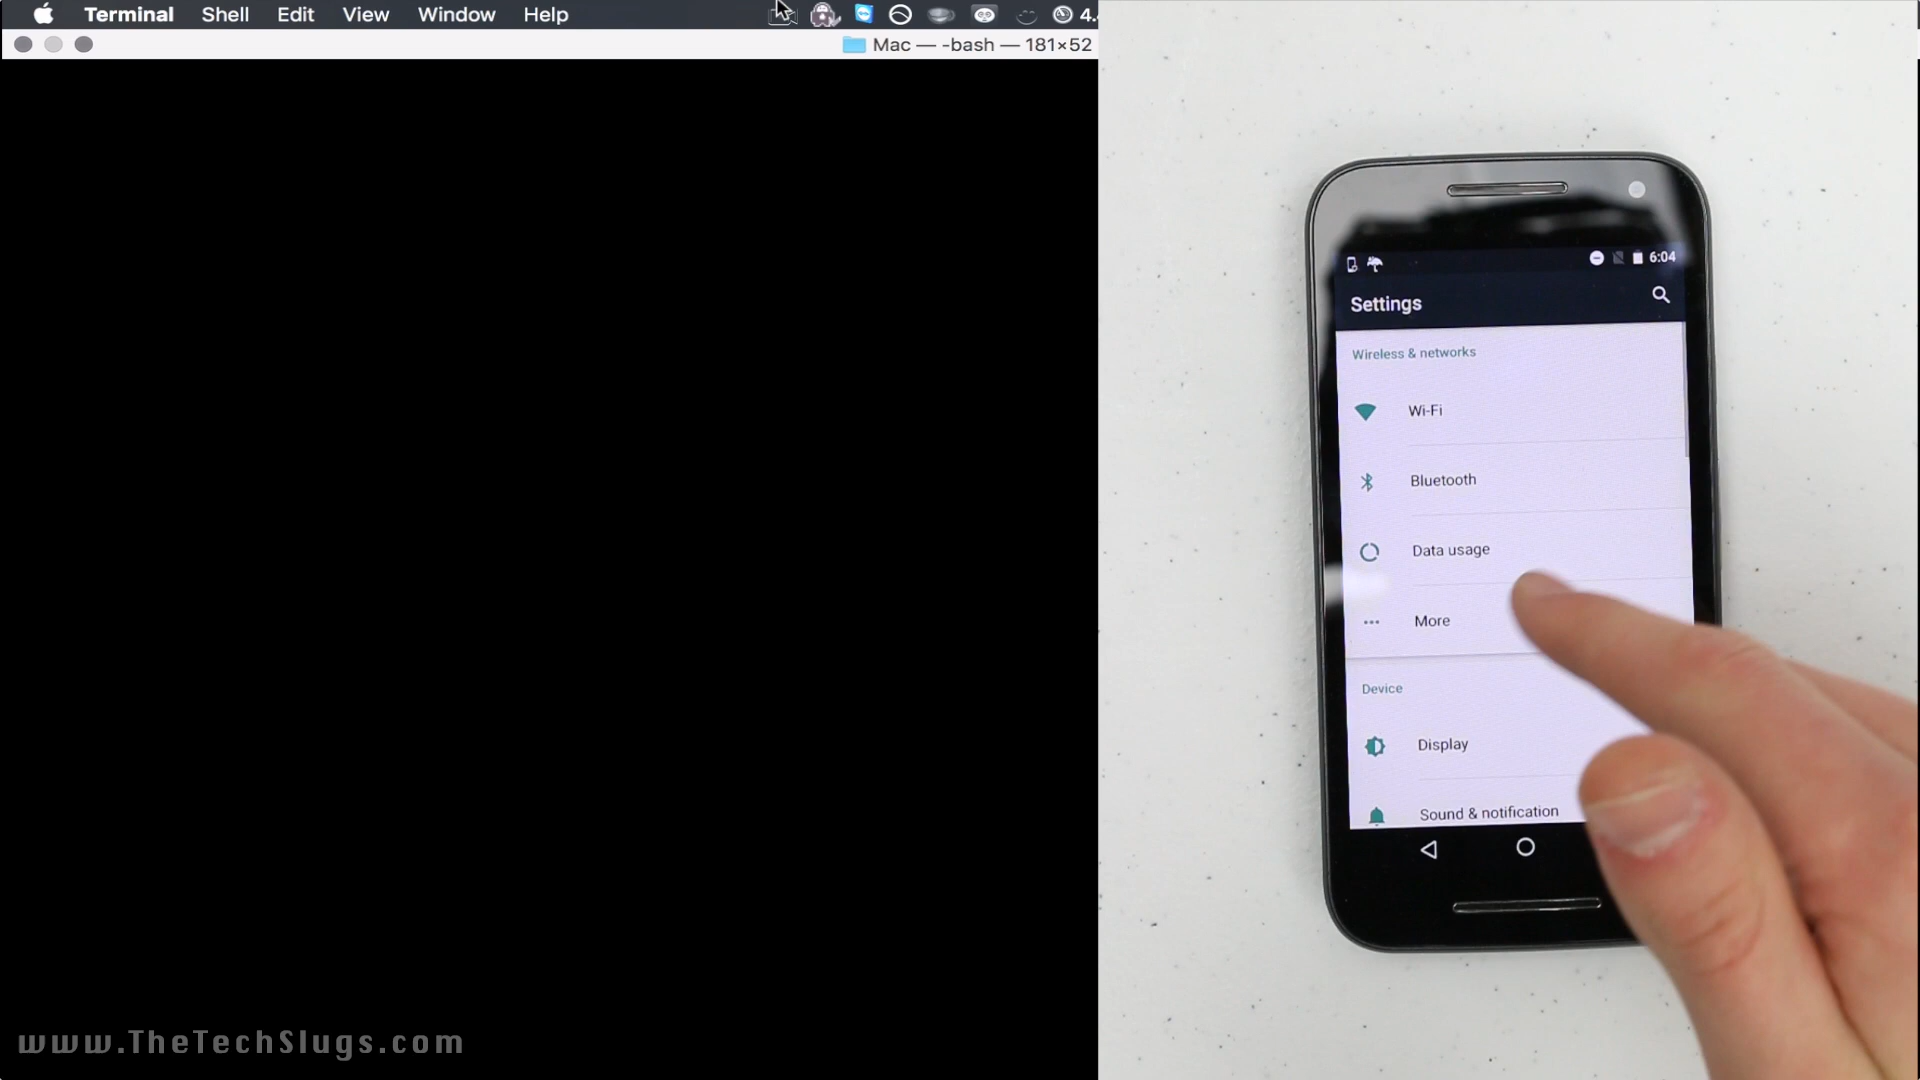 Terminal Shell Edit View Window Help 4.
Mac — -bash — 181×52
6:04
Settings
Wireless & networks
Wi-Fi
Bluetooth
Data usage
More
Device
Display
Sound & notification
www.TheTechSlugs.com